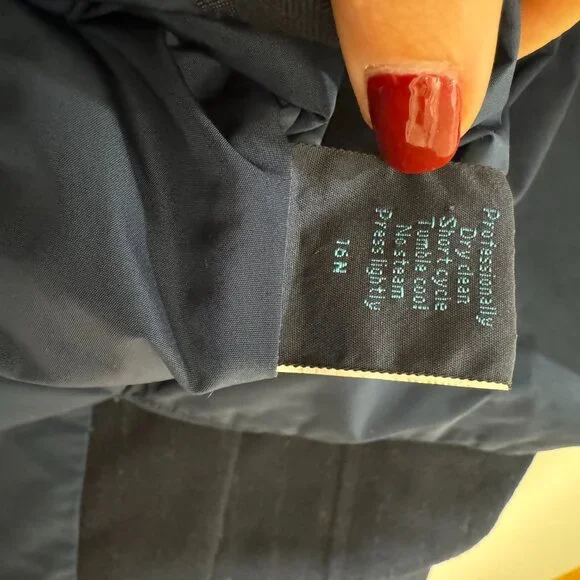 Professionally
Dry clean
Short cycle
Tumble cool
No steam
Press lightly
16N